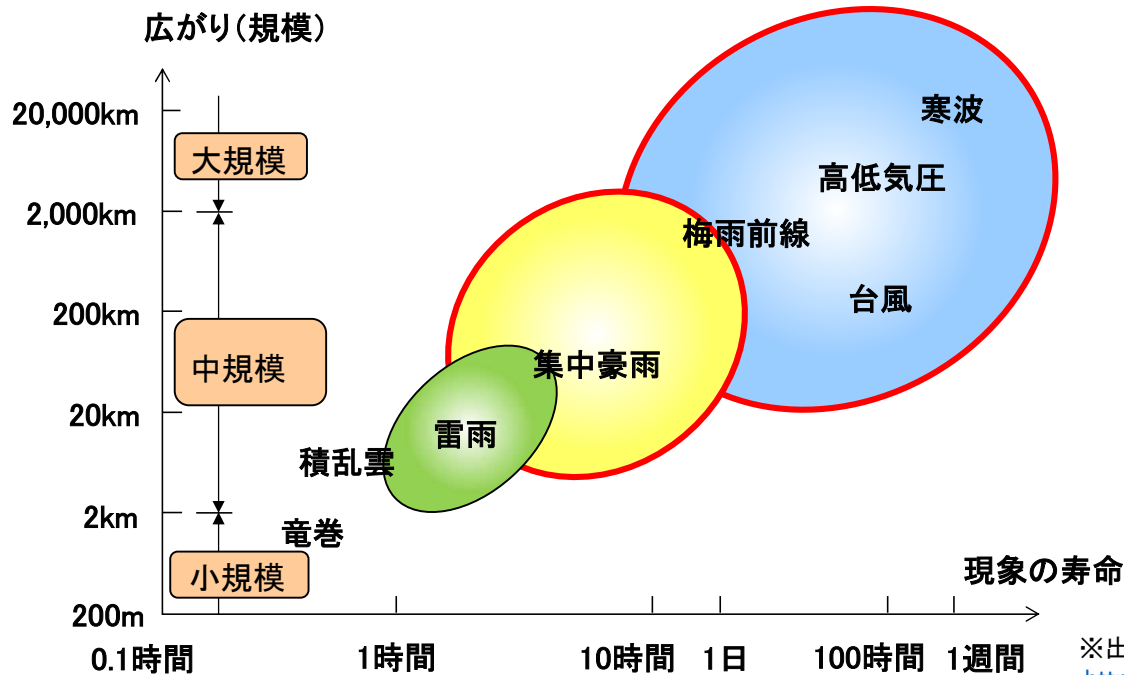 広がり（規模）
20,000km
大規模
寒波
高低気圧
2,000km
梅雨前線
台風
200km
中規模
集中豪雨
20km
雷雨
積乱雲
2km
竜巻
小規模
現象の寿命
200m
0.1時間
1時間
10時間
1日
100時間
1週間
※出